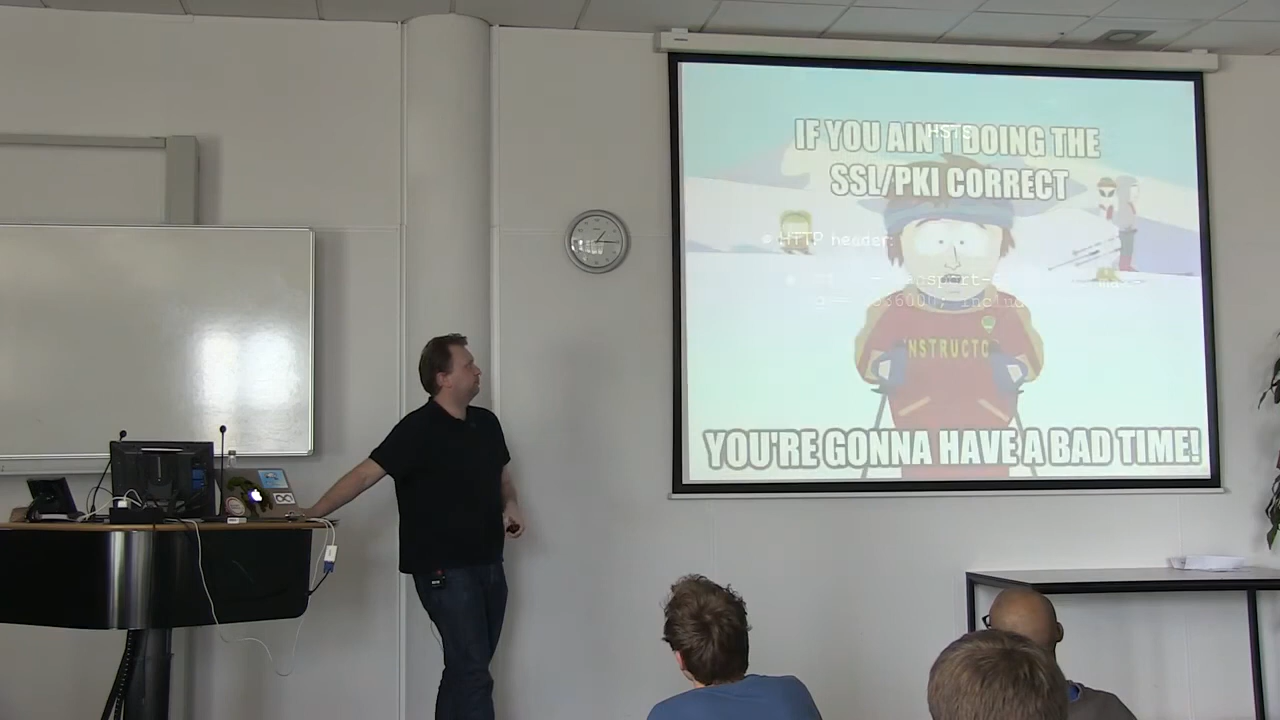 IF YOU AIN'T DOING THE
SSL/PKI CORRECT
HSTS
HTTP header:
INSTRUCTO
YOU'RE GONNA HAVE A BAD TIME!